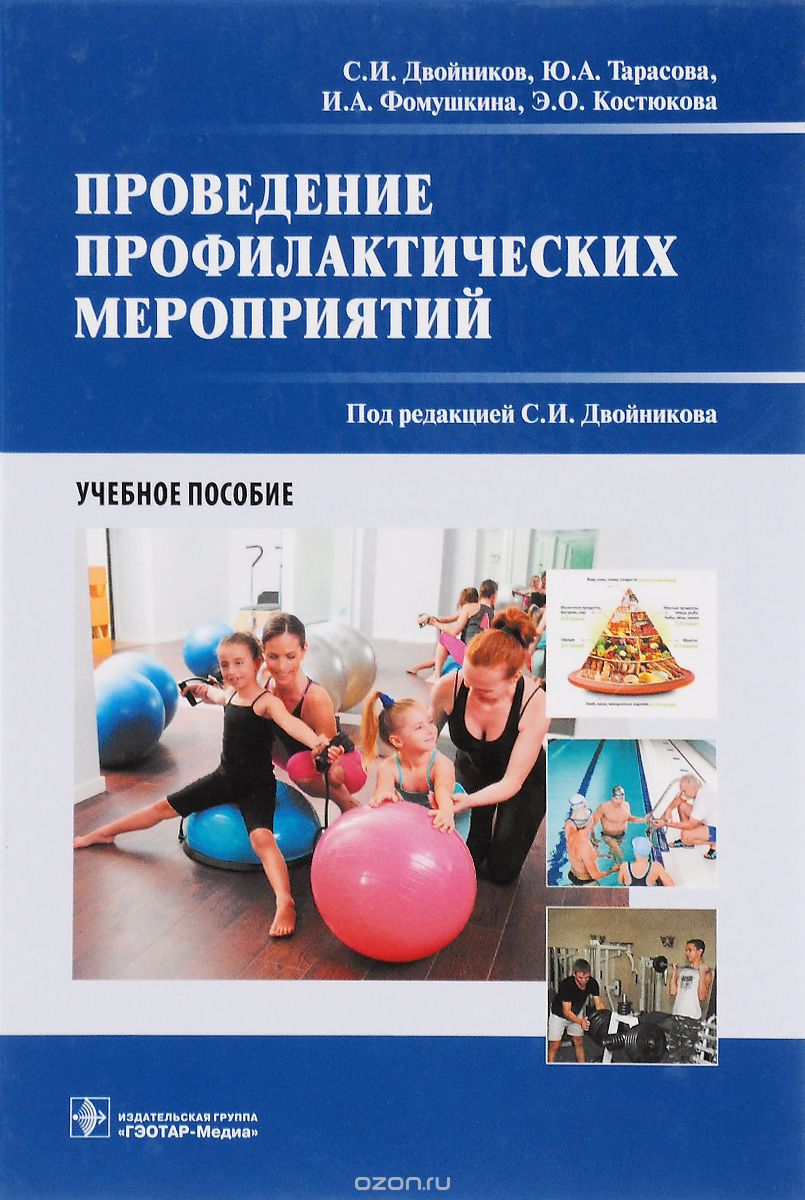 С.И. Двойников, Ю.А. Тарасова,
И.А. Фомушкина, Э.О. Костюкова
ПРОВЕДЕНИЕ
ПРОФИЛАКТИЧЕСКИХ
МЕРОПРИЯТИЙ
Под редакцией С.И. Двойникова
УЧЕБНОЕ ПОСОБИЕ
ИЗДАТЕЛЬСКАЯ ГРУППА
«ГЭОТАР-Медиа»
ozon.ru